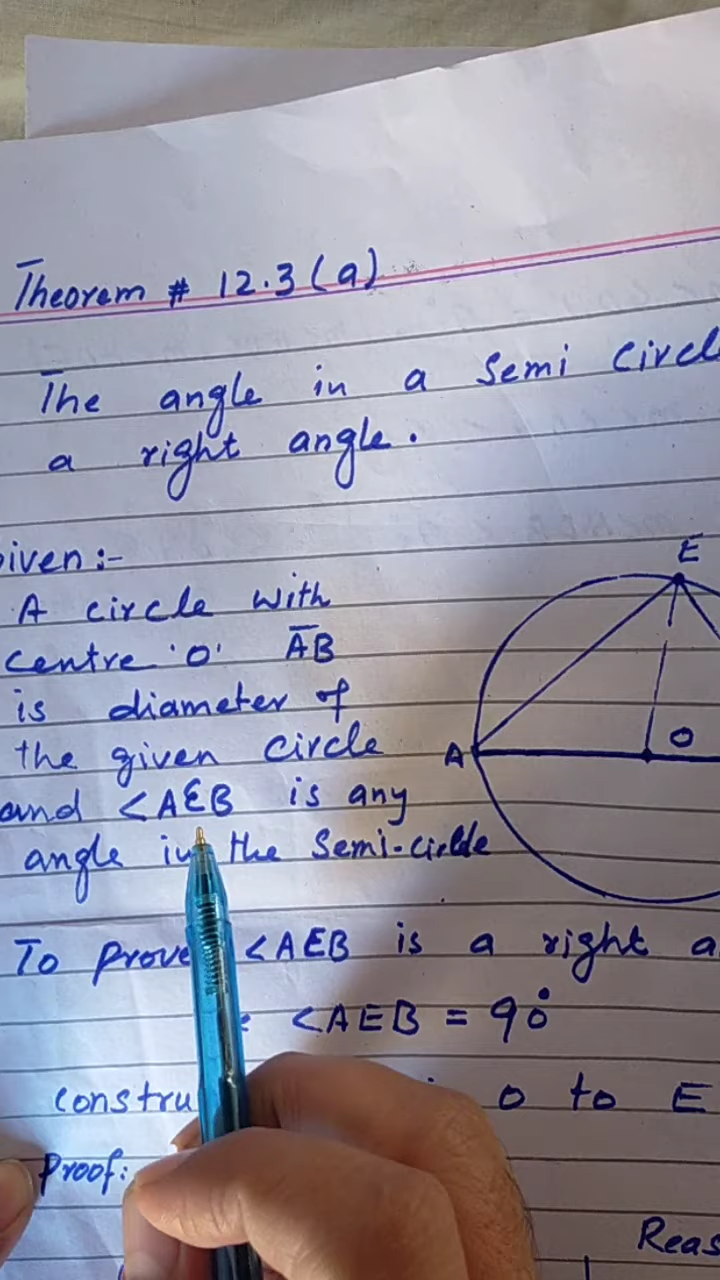 Theorem # 12.3(a)
The angle in a Semi Circle
a right angle.
Given :-
A circle with
centre 'O' AB
is diameter of
the given circle
and <AEB is any
angle in the Semi-circle
To prove <AEB is a right a
<AEB = 90°
constru O to E
Proof:
Reas
E
A
O